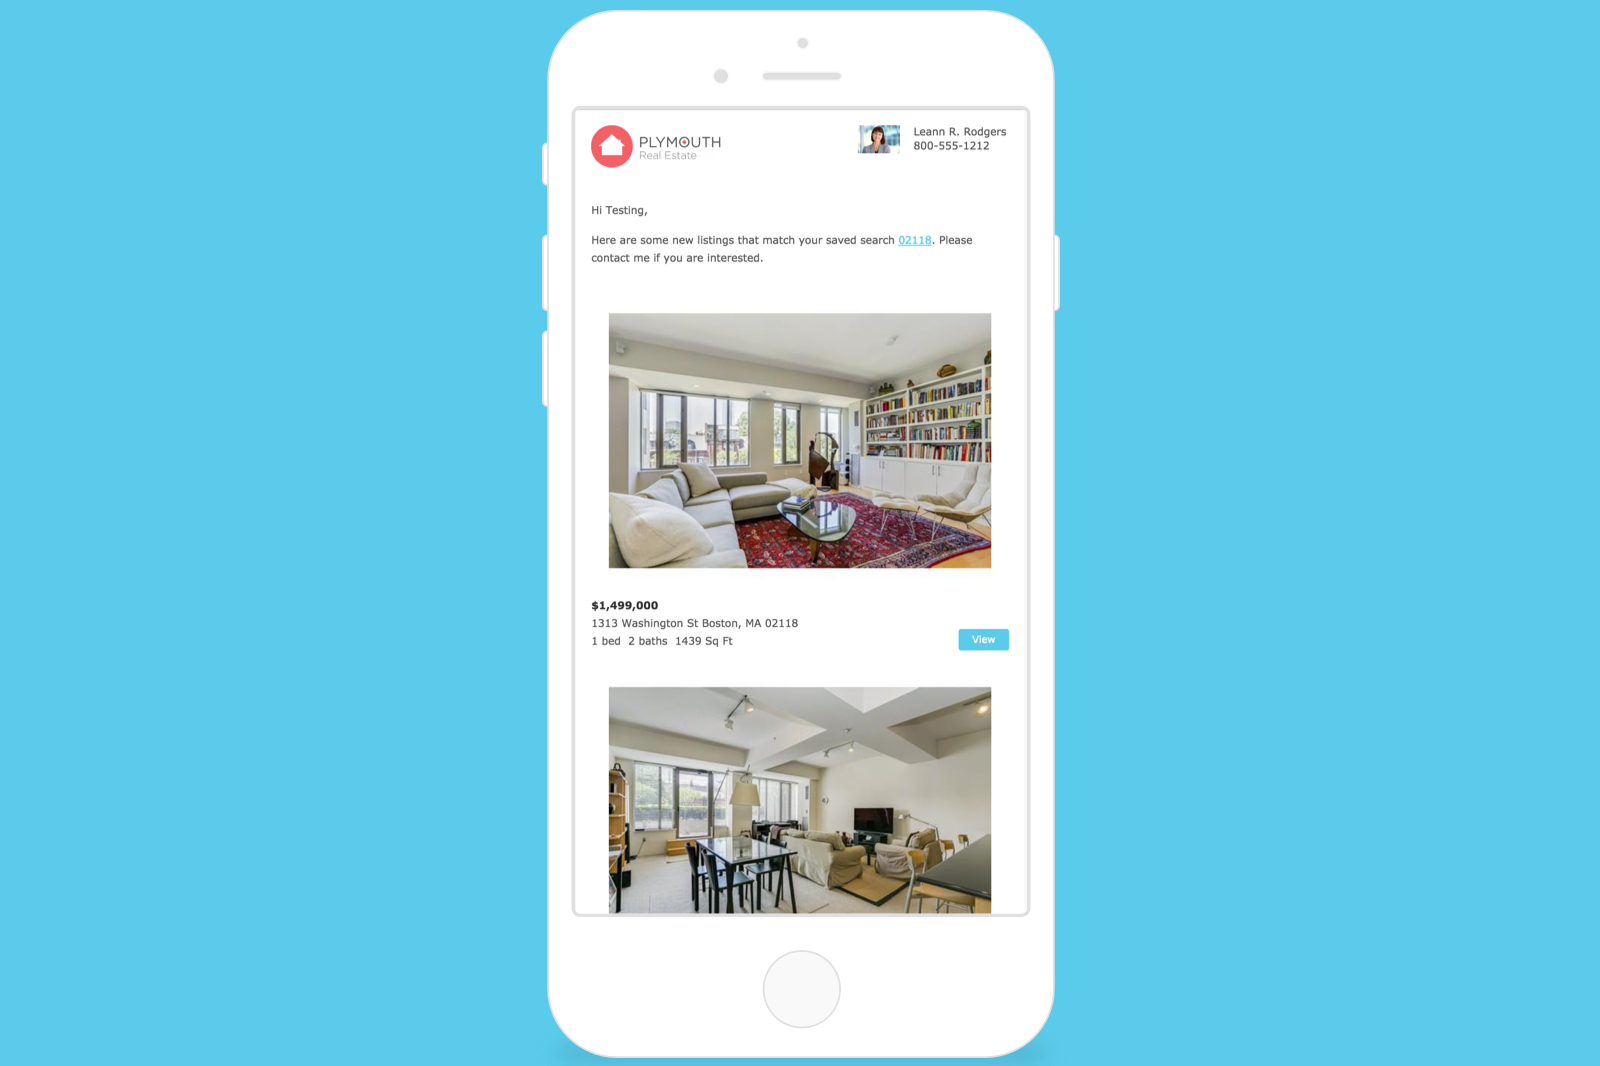 PLYMOUTH
Real Estate
Leann R. Rodgers
800-555-1212
Hi Testing,
Here are some new listings that match your saved search 02118. Please
contact me if you are interested.
$1,499,000
1313 Washington St Boston, MA 02118
1 bed 2 baths 1439 Sq Ft
View